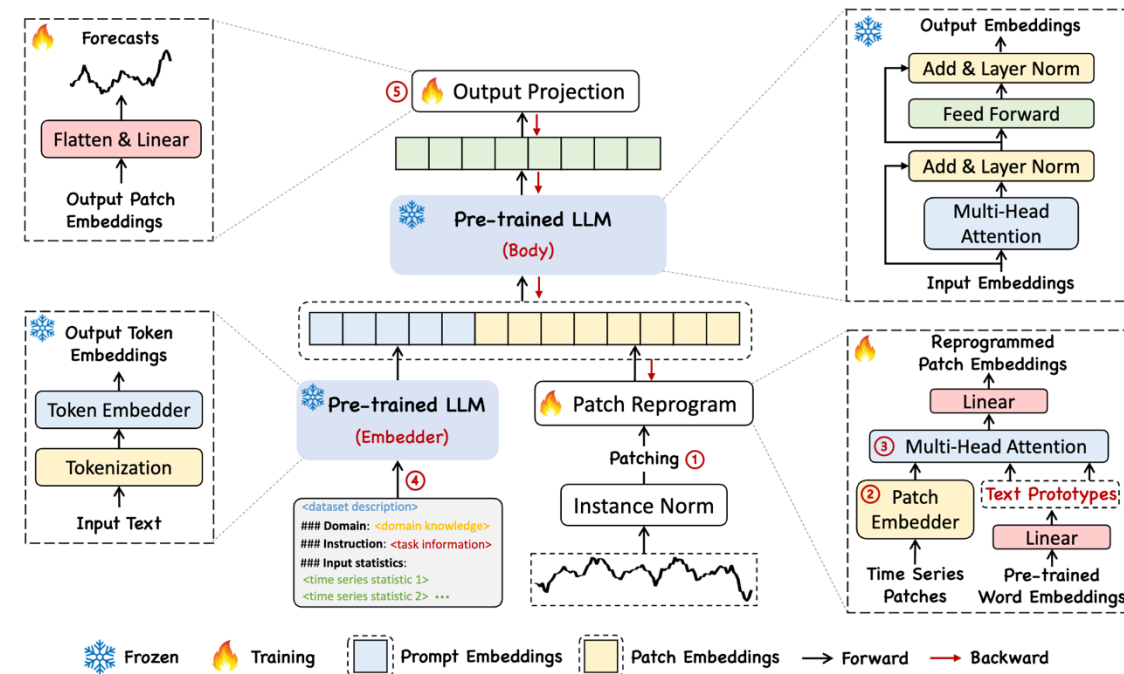 Forecasts
Flatten & Linear
Output Patch
Embeddings
⑤
Output Projection
Pre-trained LLM
(Body)
Output Embeddings
Add & Layer Norm
Feed Forward
Add & Layer Norm
Multi-Head
Attention
Input Embeddings
Output Token
Embeddings
Token Embedder
Tokenization
Input Text
Pre-trained LLM
(Embedder)
④
<dataset description>
### Domain: <domain knowledge>
### Instruction: <task information>
### Input statistics:
<time series statistic 1>
<time series statistic 2> •••
Patch Reprogram
Patching ①
Instance Norm
Reprogrammed
Patch Embeddings
Linear
③ Multi-Head Attention
② Patch
Embedder
Text Prototypes
Linear
Time Series
Patches
Pre-trained
Word Embeddings
Frozen
Training
Prompt Embeddings
Patch Embeddings
Forward
Backward